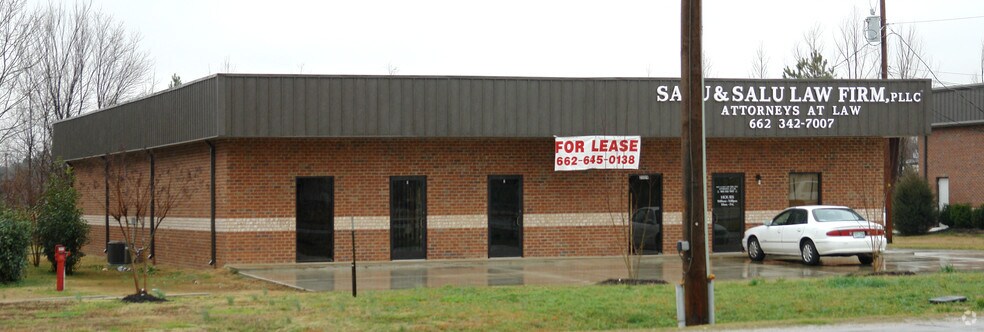 SALU & SALU LAW FIRM, PLLC
ATTORNEYS AT LAW
662 342-7007
FOR LEASE
662-645-0138